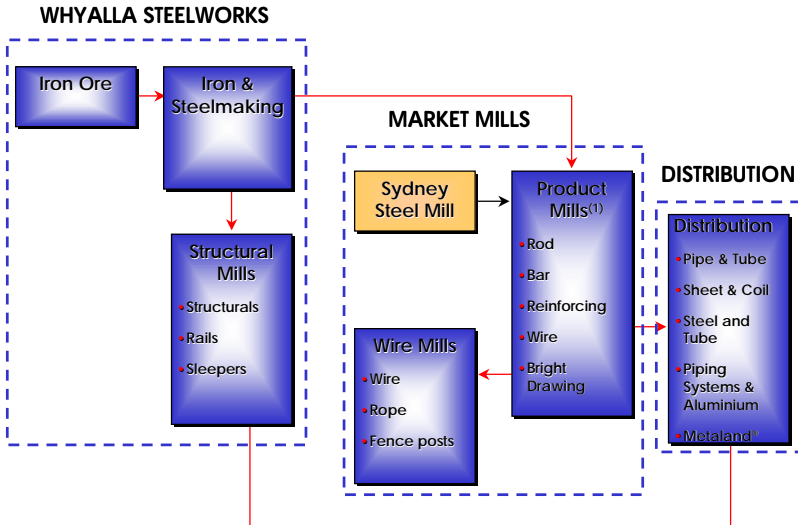 WHYALLA STEELWORKS
Iron Ore
Iron &
Steelmaking
Structural
Mills
•Structurals
•Rails
•Sleepers
MARKET MILLS
Sydney
Steel Mill
Product
Mills(1)
•Rod
•Bar
•Reinforcing
•Wire
•Bright
Drawing
Wire Mills
•Wire
•Rope
•Fence posts
DISTRIBUTION
Distribution
•Pipe & Tube
•Sheet & Coil
•Steel and
Tube
•Piping
Systems &
Aluminium
•Metaland®